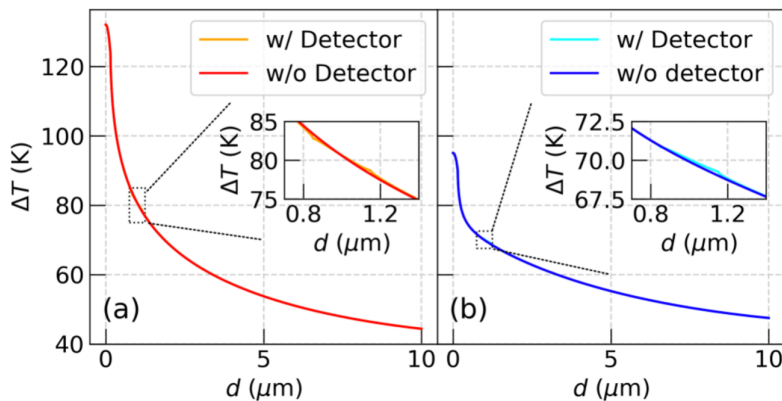 w/ Detector
w/o Detector
120
100
80
60
40
ΔT (K)
85
80
75
ΔT (K)
0.8 1.2
d (μm)
(a)
0 5 10
d (μm)
w/ Detector
w/o detector
72.5
70.0
67.5
ΔT (K)
0.8 1.2
d (μm)
(b)
0 5 10
d (μm)
ΔT (K)